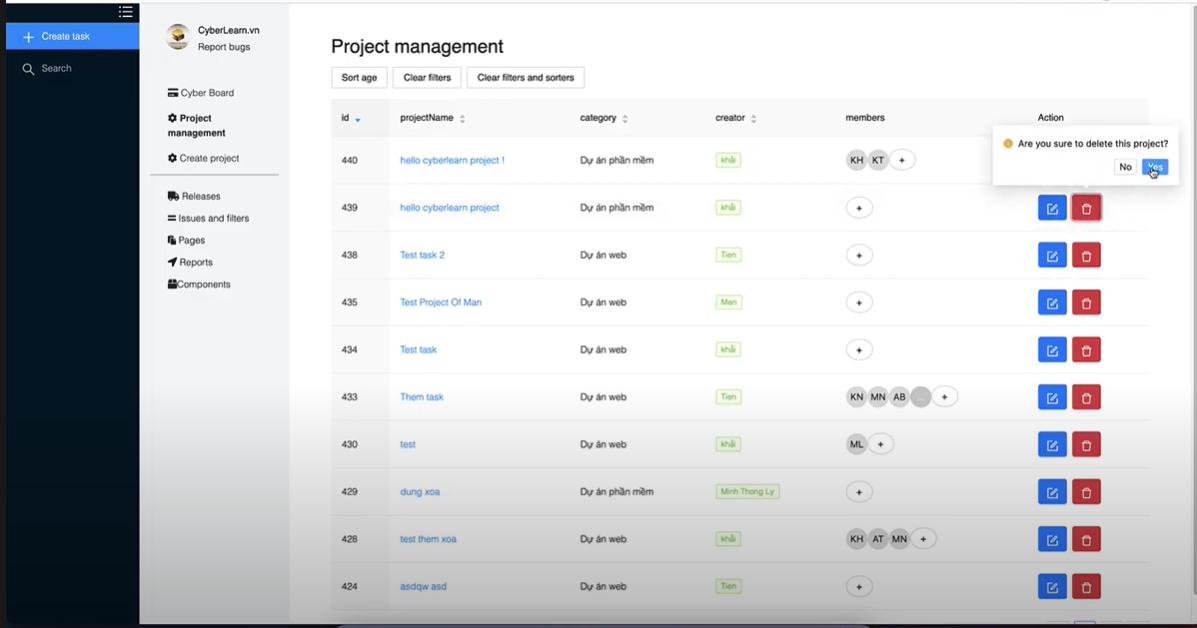 Create task
Search
CyberLearn.vn
Report bugs
Cyber Board
Project
management
Create project
Releases
Issues and filters
Pages
Reports
Components
Project management
Sort age
Clear filters
Clear filters and sorters
id projectName category creator members Action
Are you sure to delete this project?
No Yes
440 hello cyberlearn project ! Dự án phần mềm khải KH KT +
439 hello cyberlearn project Dự án phần mềm khải +
438 Test task 2 Dự án web Tien +
435 Test Project Of Man Dự án web Man +
434 Test task Dự án web khải +
433 Them task Dự án web Tien KN MN AB ... +
430 test Dự án web khải ML +
429 dung xoa Dự án phần mềm Minh Thong Ly +
428 test them xoa Dự án web khải KH AT MN +
424 asdqw asd Dự án web Tien +